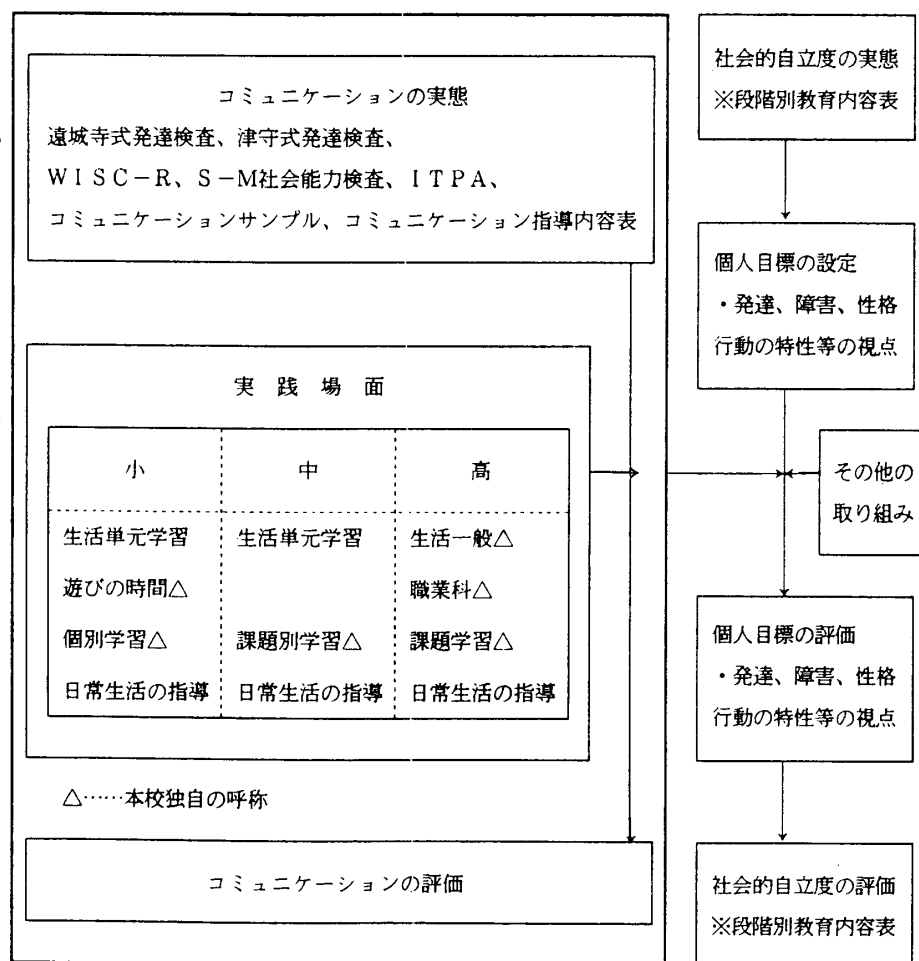 コミュニケーションの実態
遠城寺式発達検査、津守式発達検査、
WISC-R、S-M社会能力検査、ITPA、
コミュニケーションサンプル、コミュニケーション指導内容表
実践場面
小 中 高
生活単元学習 生活単元学習 生活一般△
遊びの時間△ 職業科△
個別学習△ 課題別学習△ 課題学習△
日常生活の指導 日常生活の指導 日常生活の指導
△……本校独自の呼称
コミュニケーションの評価
社会的自立度の実態
※段階別教育内容表
個人目標の設定
・発達、障害、性格
行動の特性等の視点
その他の
取り組み
個人目標の評価
・発達、障害、性格
行動の特性等の視点
社会的自立度の評価
※段階別教育内容表